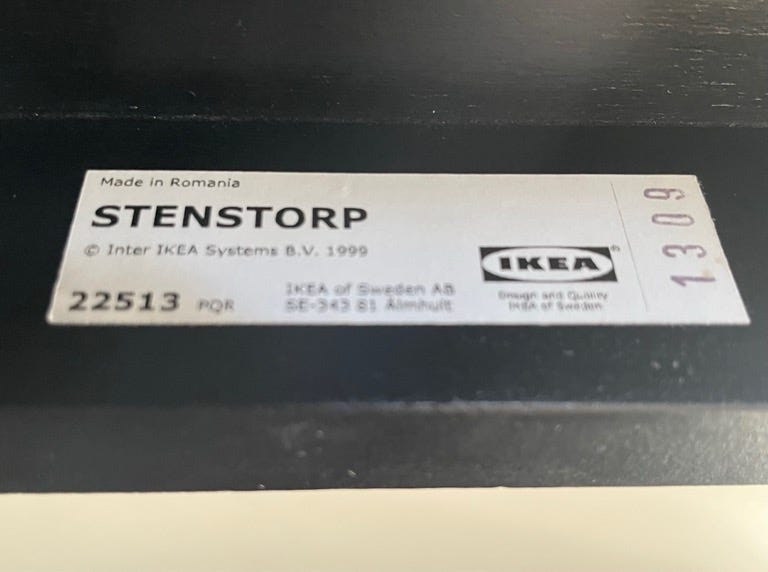 Made in Romania
STENSTORP
© Inter IKEA Systems B.V. 1999
22513 PQR
IKEA of Sweden AB
SE-343 81 Älmhult
IKEA®
Design and Quality
IKEA of Sweden
1309